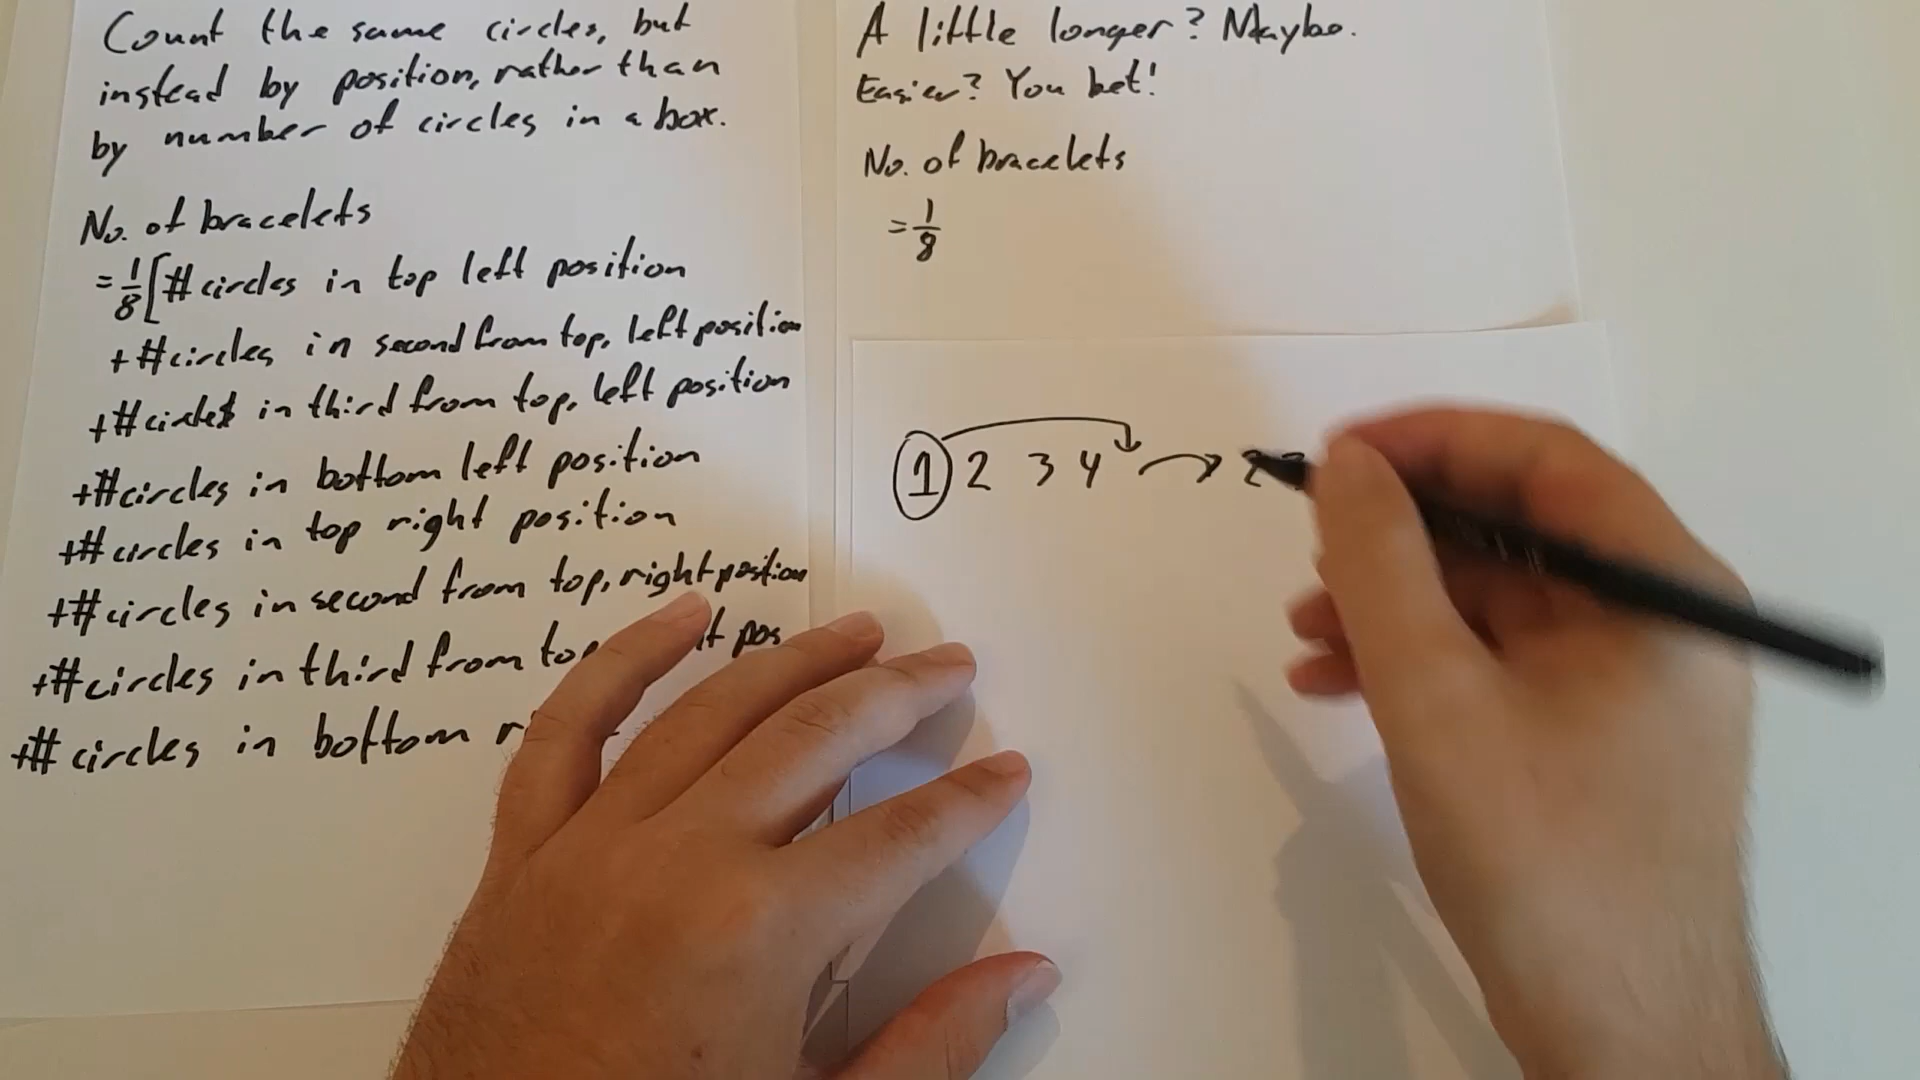 Count the same circles, but
instead by position, rather than
by number of circles in a box.
No. of bracelets
= 1/8 [ # circles in top left position
+ # circles in second from top, left position
+ # circles in third from top, left position
+ # circles in bottom left position
+ # circles in top right position
+ # circles in second from top, right position
+ # circles in third from top pos
+ # circles in bottom
A little longer? Maybe.
Easier? You bet!
No. of bracelets
= 1/8
1 2 3 4 → 2